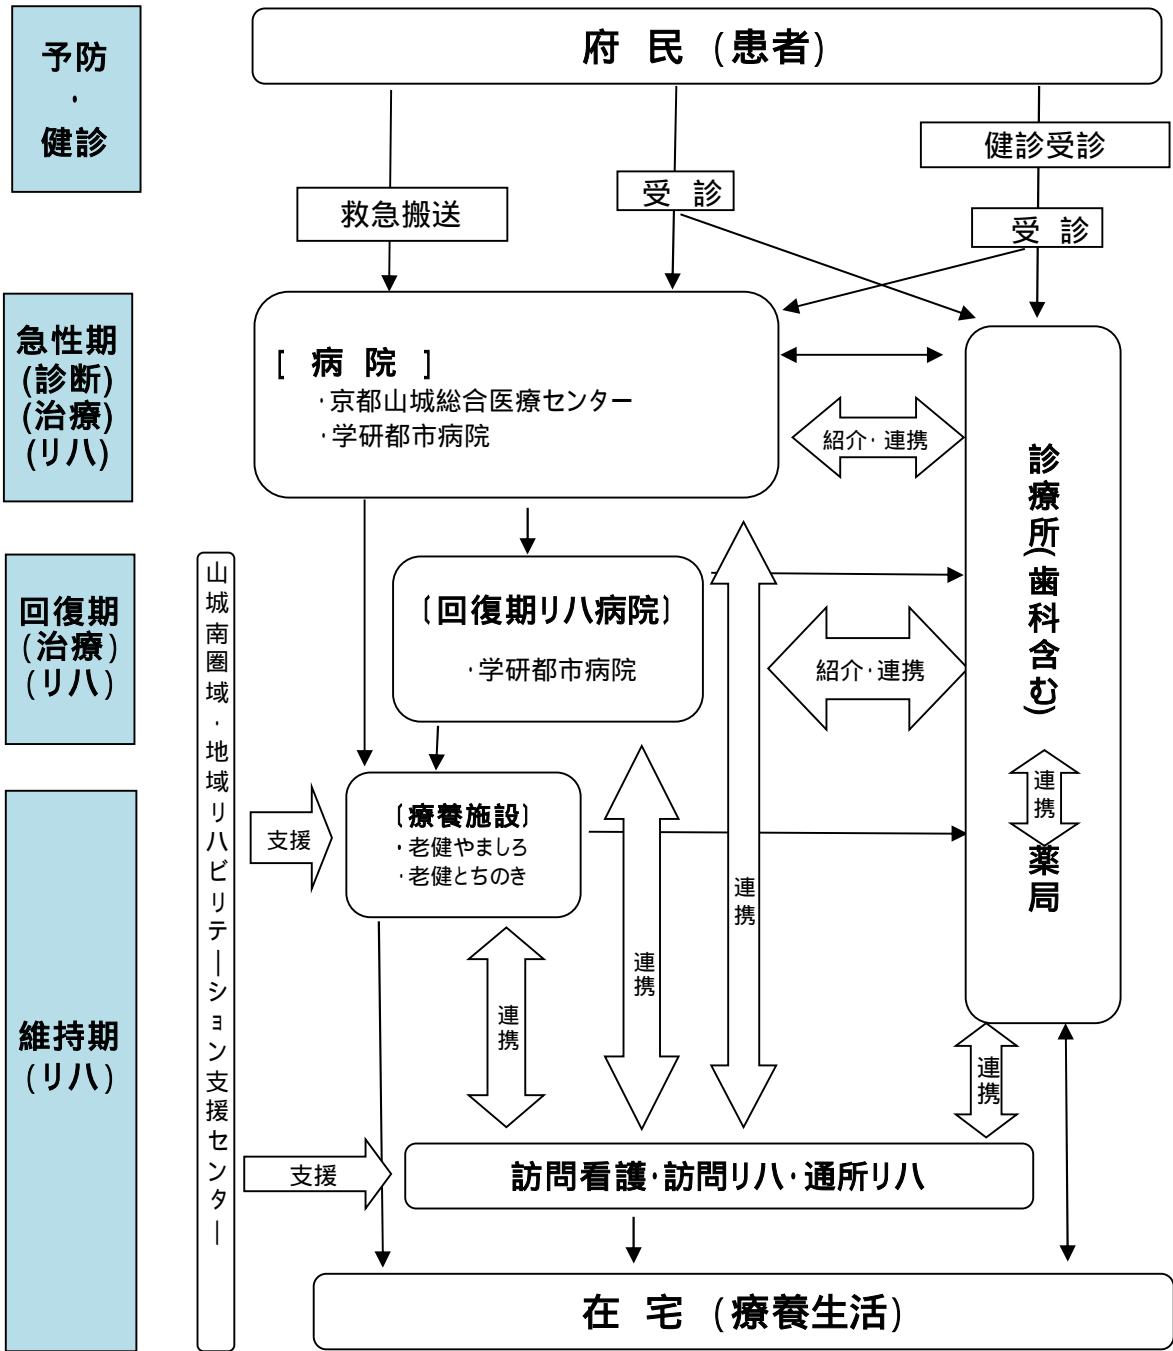 予防
・
健診
府 民 (患者)
健診受診
受 診
救急搬送
受 診
急性期
(診断)
(治療)
(リハ)
[ 病 院 ]
・京都山城総合医療センター
・学研都市病院
紹介・連携
診療所(歯科含む)
連携
薬局
回復期
(治療)
(リハ)
山城南圏域・地域リハビリテーション支援センター
〔回復期リハ病院〕
・学研都市病院
紹介・連携
維持期
(リハ)
支援
〔療養施設〕
・老健やましろ
・老健とちのき
連携
連携
連携
連携
支援
訪問看護・訪問リハ・通所リハ
在 宅 (療養生活)